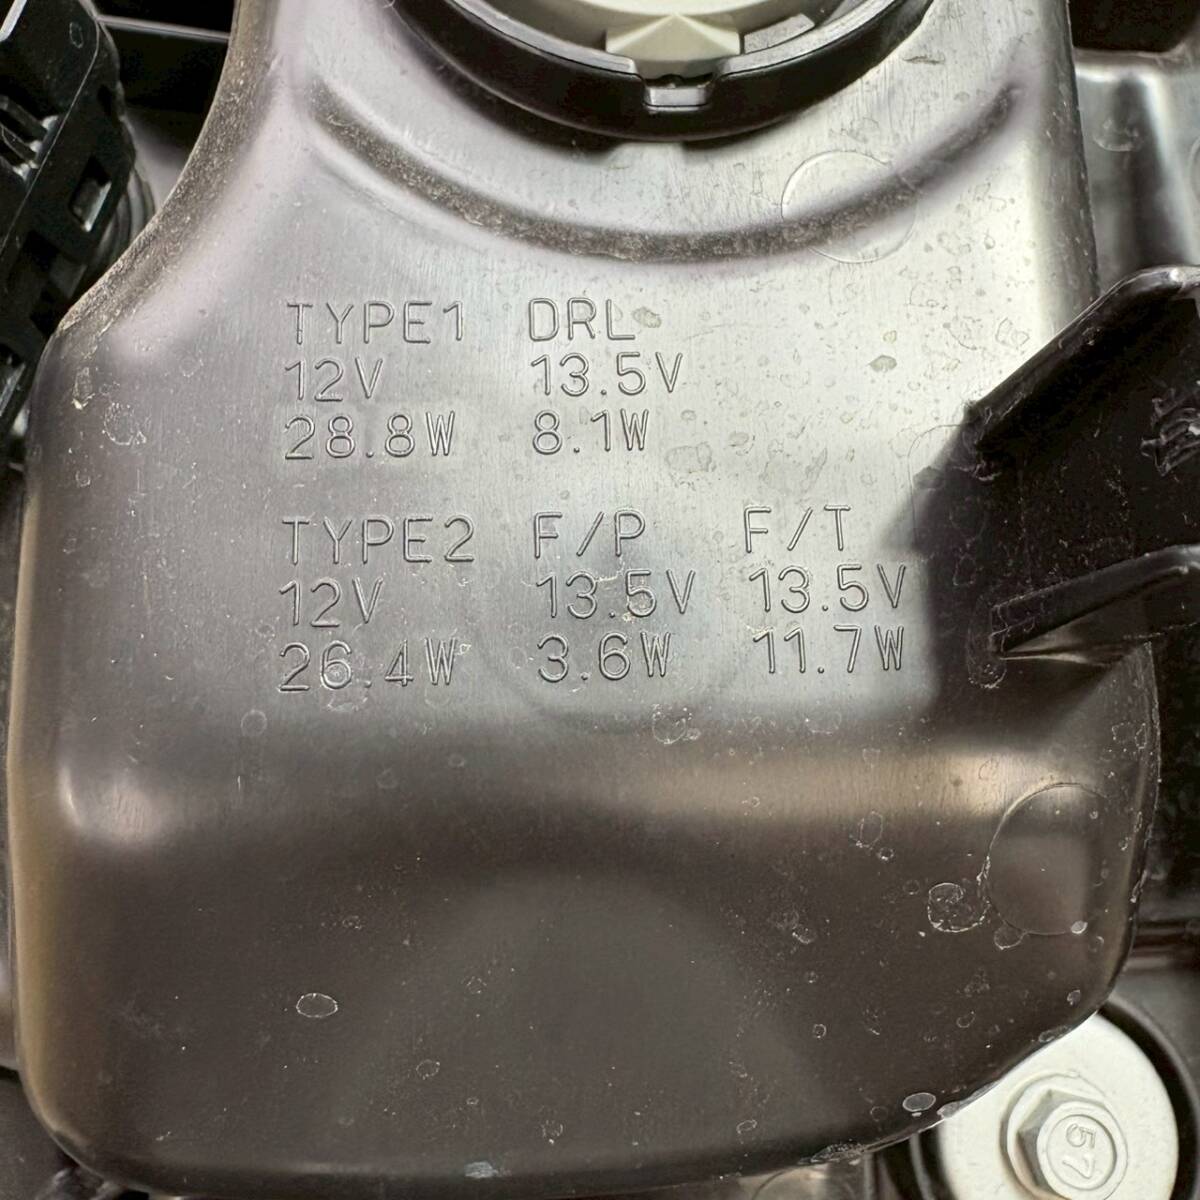 TYPE1 DRL
12V 13.5V
28.8W 8.1W
TYPE2 F/P F/T
12V 13.5V 13.5V
26.4W 3.6W 11.7W
57